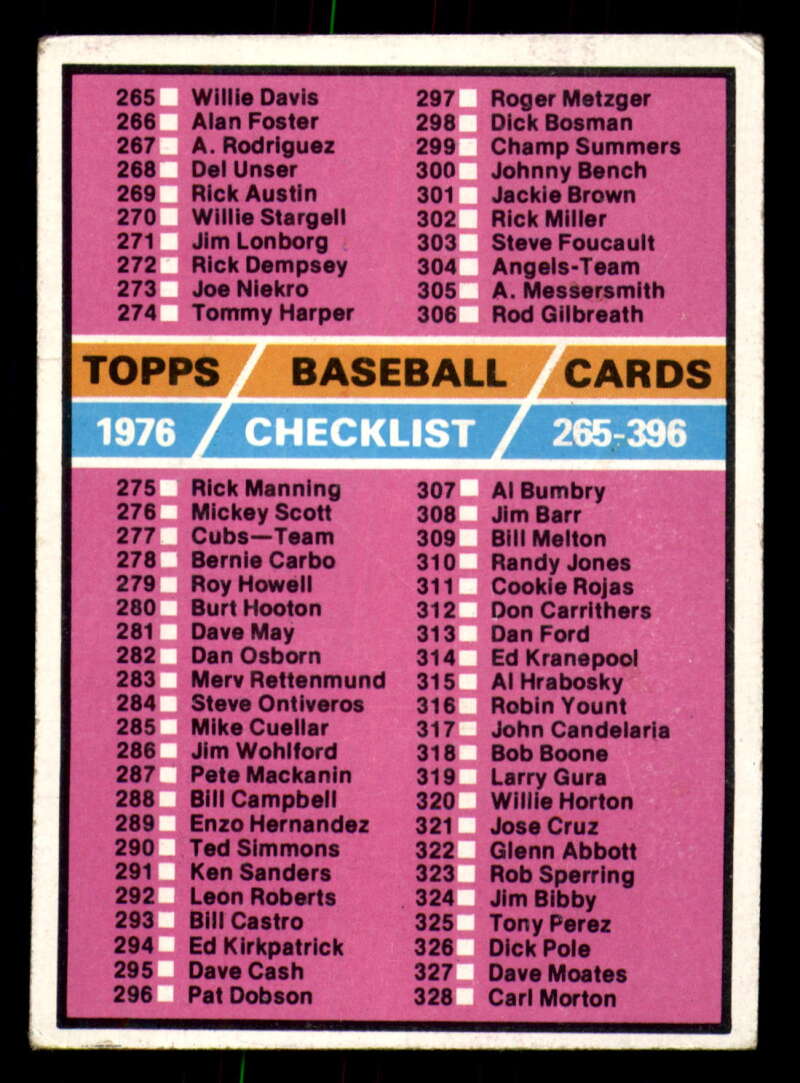 265 Willie Davis
266 Alan Foster
267 A. Rodriguez
268 Del Unser
269 Rick Austin
270 Willie Stargell
271 Jim Lonborg
272 Rick Dempsey
273 Joe Niekro
274 Tommy Harper
297 Roger Metzger
298 Dick Bosman
299 Champ Summers
300 Johnny Bench
301 Jackie Brown
302 Rick Miller
303 Steve Foucault
304 Angels-Team
305 A. Messersmith
306 Rod Gilbreath
TOPPS BASEBALL CARDS
1976 CHECKLIST 265-396
275 Rick Manning
276 Mickey Scott
277 Cubs—Team
278 Bernie Carbo
279 Roy Howell
280 Burt Hooton
281 Dave May
282 Dan Osborn
283 Merv Rettenmund
284 Steve Ontiveros
285 Mike Cuellar
286 Jim Wohlford
287 Pete Mackanin
288 Bill Campbell
289 Enzo Hernandez
290 Ted Simmons
291 Ken Sanders
292 Leon Roberts
293 Bill Castro
294 Ed Kirkpatrick
295 Dave Cash
296 Pat Dobson
307 Al Bumbry
308 Jim Barr
309 Bill Melton
310 Randy Jones
311 Cookie Rojas
312 Don Carrithers
313 Dan Ford
314 Ed Kranepool
315 Al Hrabosky
316 Robin Yount
317 John Candelaria
318 Bob Boone
319 Larry Gura
320 Willie Horton
321 Jose Cruz
322 Glenn Abbott
323 Rob Sperring
324 Jim Bibby
325 Tony Perez
326 Dick Pole
327 Dave Moates
328 Carl Morton